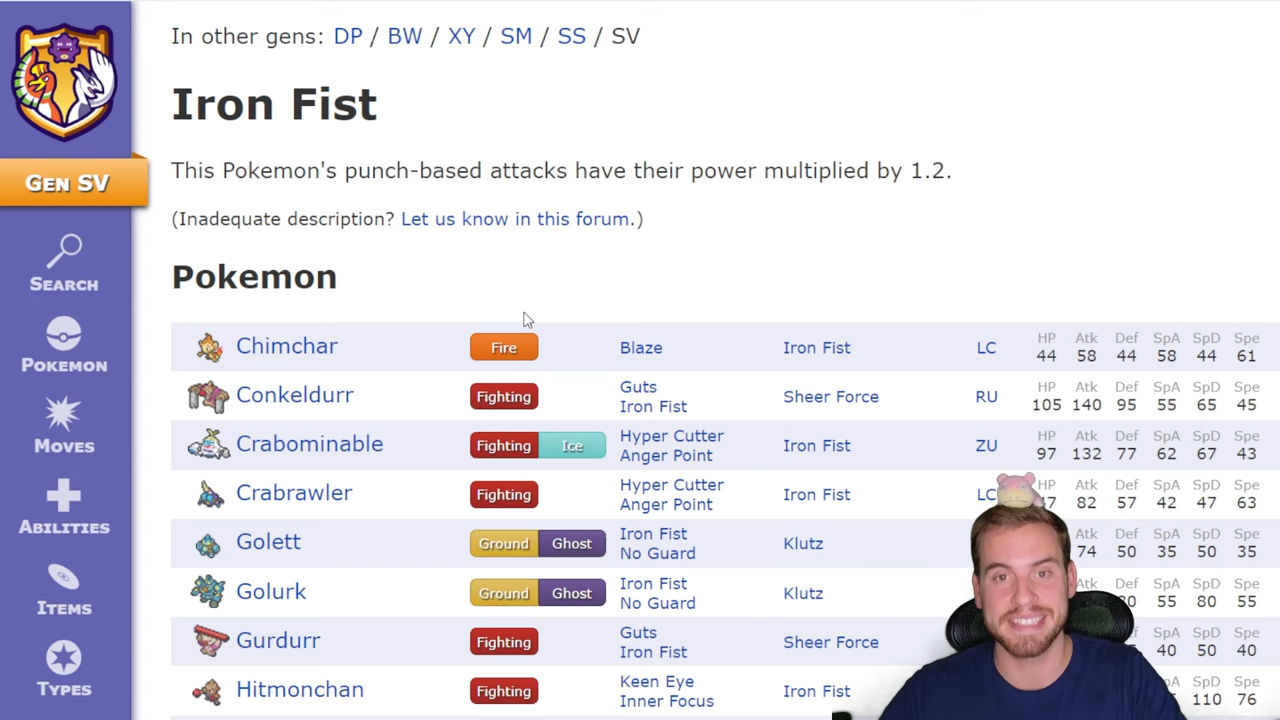 In other gens: DP / BW / XY / SM / SS / SV
Iron Fist
GEN SV
This Pokemon's punch-based attacks have their power multiplied by 1.2.
(Inadequate description? Let us know in this forum.)
SEARCH
Pokemon
POKEMON
MOVES
ABILITIES
ITEMS
TYPES
Chimchar Fire Blaze Iron Fist LC HP 44 Atk 58 Def 44 SpA 58 SpD 44 Spe 61
Conkeldurr Fighting Guts Iron Fist Sheer Force RU HP 105 Atk 140 Def 95 SpA 55 SpD 65 Spe 45
Crabominable Fighting Ice Hyper Cutter Anger Point Iron Fist ZU HP 97 Atk 132 Def 77 SpA 62 SpD 67 Spe 43
Crabrawler Fighting Hyper Cutter Anger Point Iron Fist LC 7 Atk 82 Def 57 SpA 42 SpD 47 Spe 63
Golett Ground Ghost Iron Fist No Guard Klutz Atk 74 Def 50 SpA 35 SpD 50 Spe 35
Golurk Ground Ghost Iron Fist No Guard Klutz Atk Def 80 SpA 55 SpD 80 Spe 55
Gurdurr Fighting Guts Iron Fist Sheer Force SpA 40 SpD 50 Spe 40
Hitmonchan Fighting Keen Eye Inner Focus Iron Fist SpA SpD 110 Spe 76